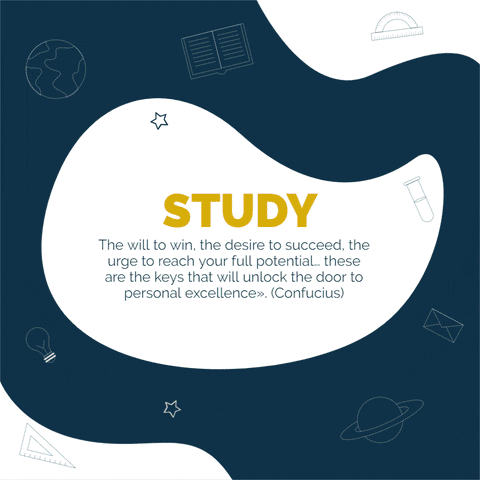 STUDY
The will to win, the desire to succeed, the
urge to reach your full potential... these
are the keys that will unlock the door to
personal excellence». (Confucius)